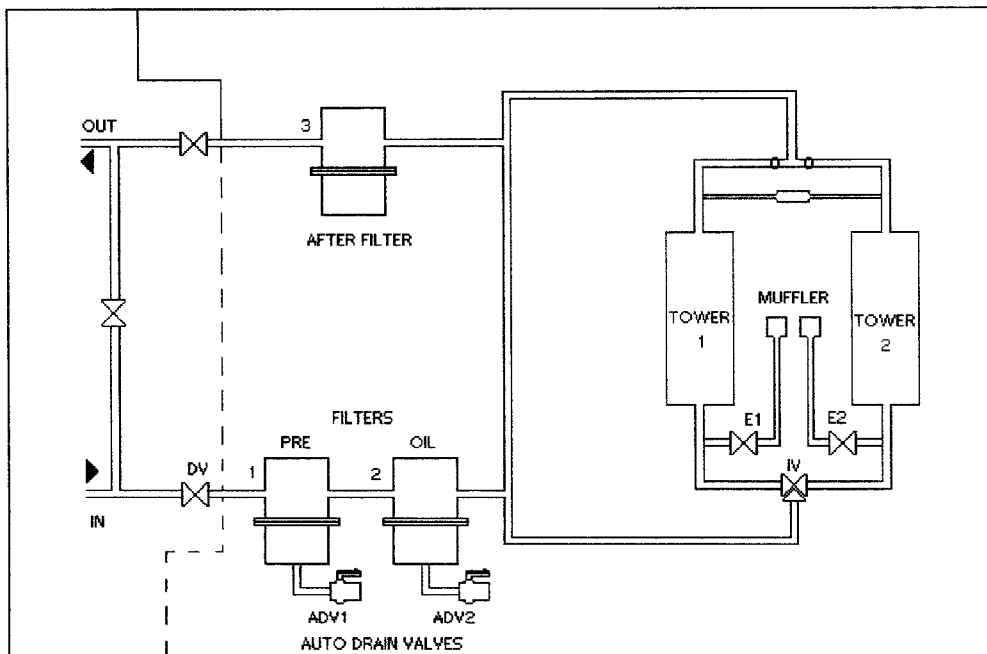 OUT
3
AFTER FILTER
MUFFLER
TOWER
1
TOWER
2
E1
E2
FILTERS
PRE
OIL
DV
1
2
IV
IN
ADV1
ADV2
AUTO DRAIN VALVES